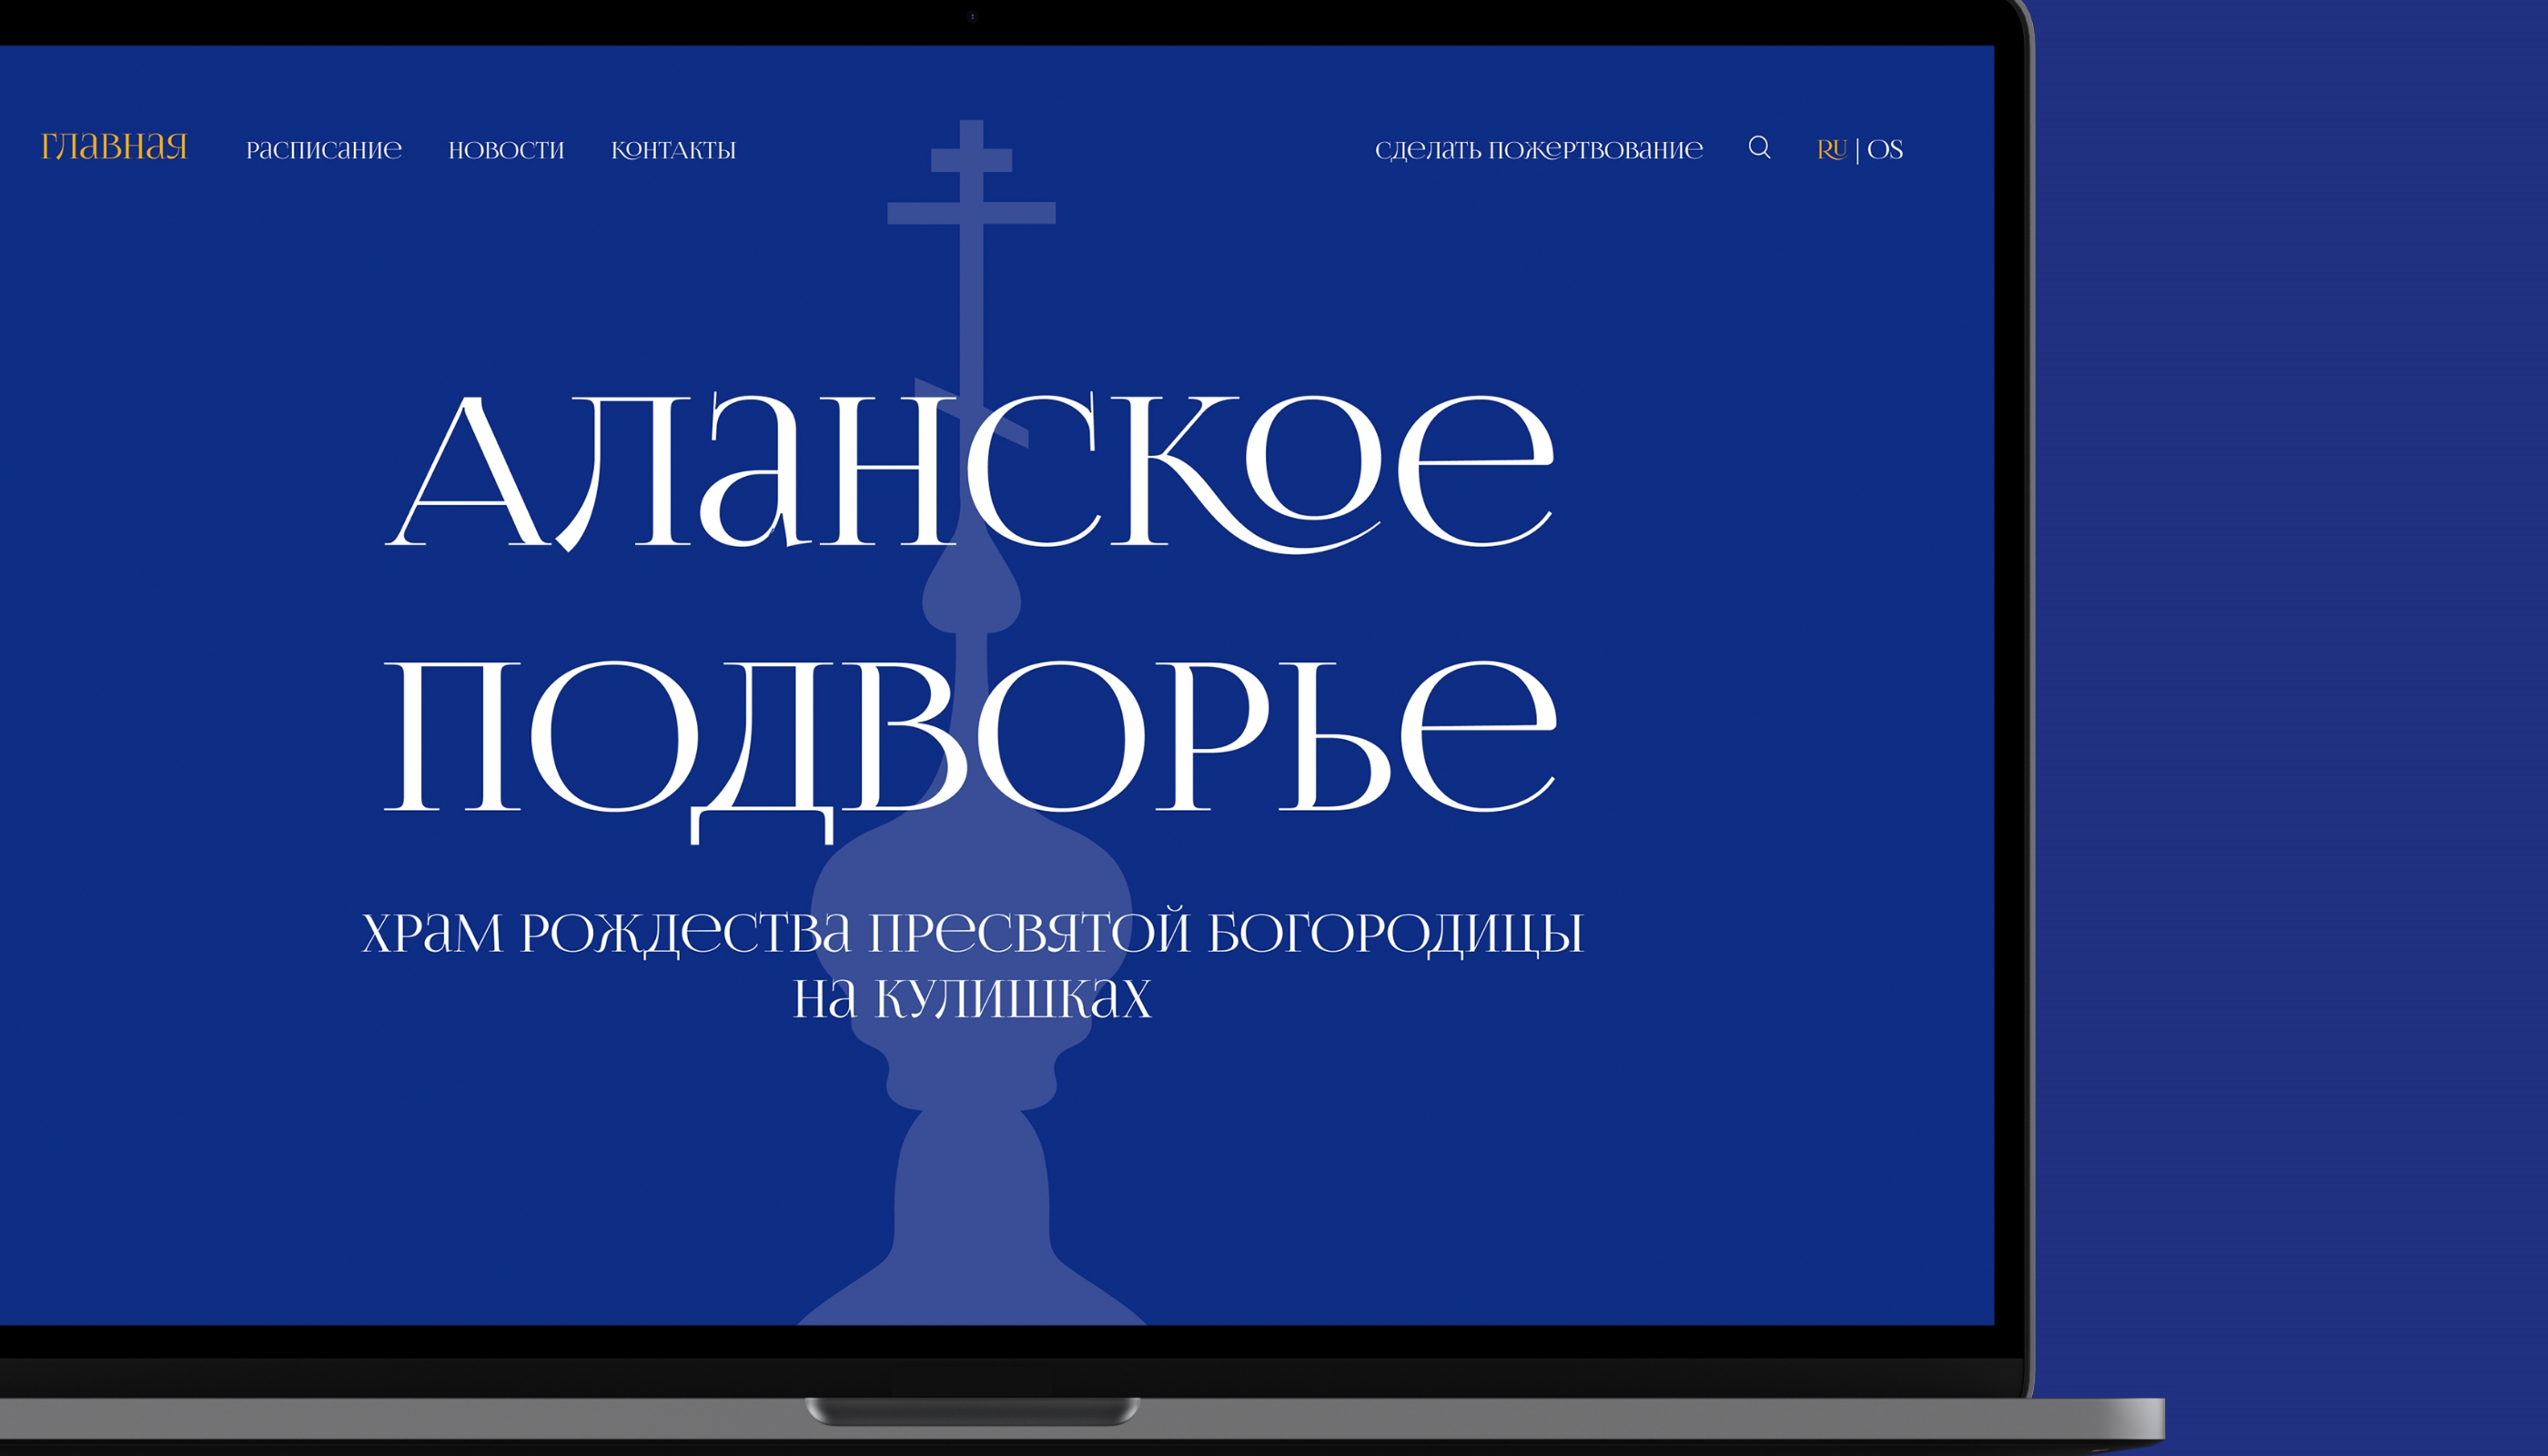 главная расписание новости контакты сделать пожертвование RU | OS
Аланское
подворье
храм рождества пресвятой богородицы
на кулишках